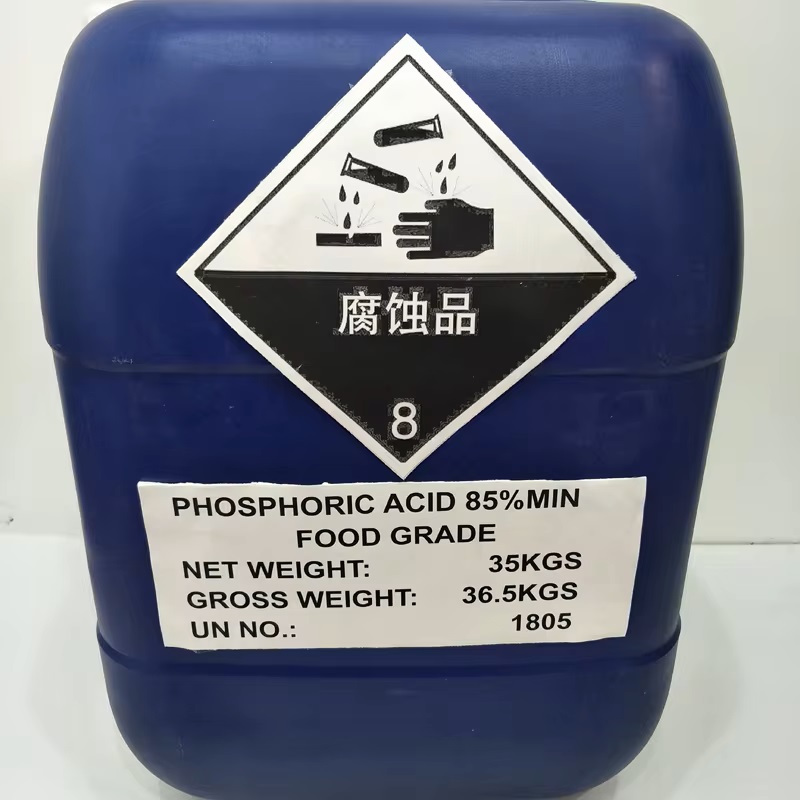 腐蚀品
8
PHOSPHORIC ACID 85%MIN
FOOD GRADE
NET WEIGHT: 35KGS
GROSS WEIGHT: 36.5KGS
UN NO.: 1805